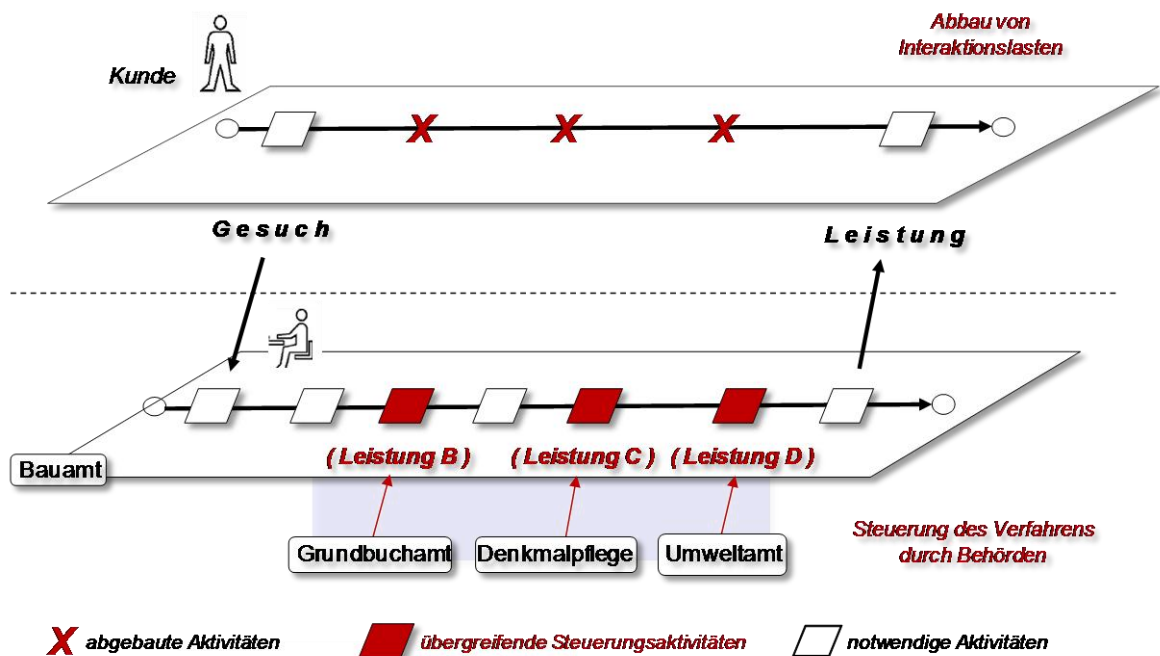 Abbau von
Interaktionslasten
Kunde
X X X
Gesuch
Leistung
Bauamt
(Leistung B) (Leistung C) (Leistung D)
Grundbuchamt
Denkmalpflege
Umweltamt
Steuerung des Verfahrens
durch Behörden
X abgebaute Aktivitäten
übergreifende Steuerungsaktivitäten
notwendige Aktivitäten